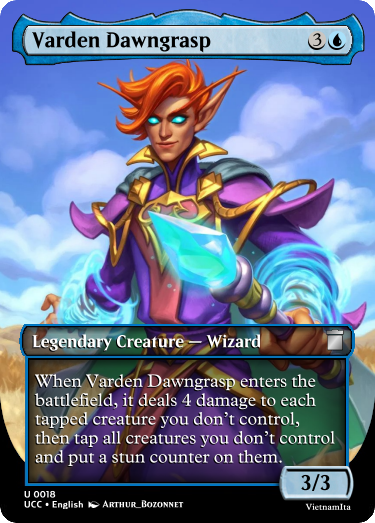 Varden Dawngrasp 3
Legendary Creature — Wizard
When Varden Dawngrasp enters the
battlefield, it deals 4 damage to each
tapped creature you don't control,
then tap all creatures you don't control
and put a stun counter on them.
3/3
U 0018
UCC • English Arthur_Bozonnet
VietnamIta